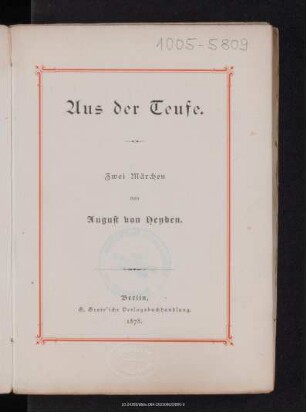 1005-5809
Aus der Teufe.
Zwei Märchen
von
August von Heyden.
Berlin,
G. Grote'sche Verlagsbuchhandlung.
1878.